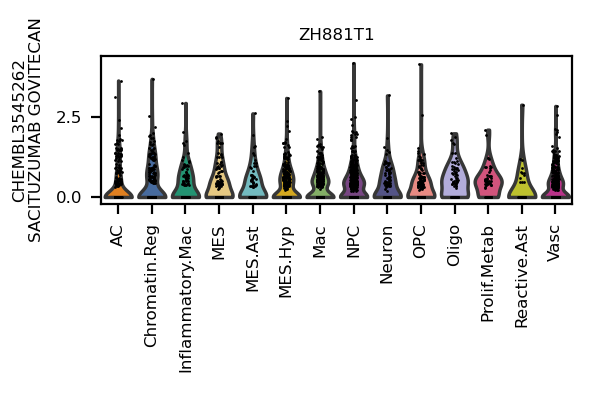 ZH881T1
CHEMBL3545262
SACITUZUMAB GOVITECAN
2.5
0.0
AC
Chromatin.Reg
Inflammatory.Mac
MES
MES.Ast
MES.Hyp
Mac
NPC
Neuron
OPC
Oligo
Prolif.Metab
Reactive.Ast
Vasc